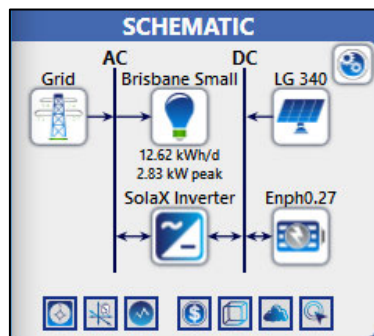 SCHEMATIC
AC DC
Grid Brisbane Small LG 340
12.62 kWh/d
2.83 kW peak
SolaX Inverter Enph0.27